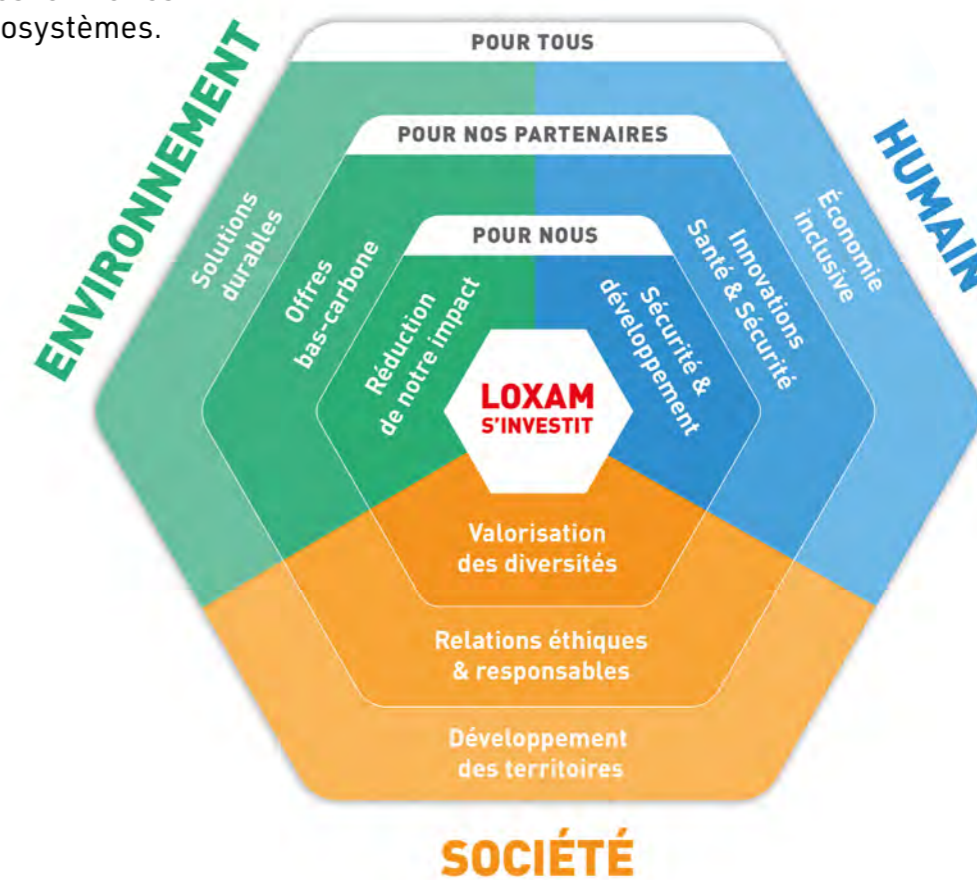 osystèmes.
POUR TOUS
ENVIRONNEMENT
HUMAIN
POUR NOS PARTENAIRES
Solutions
durables
Offres
bas-carbone
POUR NOUS
Réduction
de notre impact
Sécurité &
développement
Innovations
Santé & Sécurité
Économie
inclusive
LOXAM
S'INVESTIT
Valorisation
des diversités
Relations éthiques
& responsables
Développement
des territoires
SOCIÉTÉ